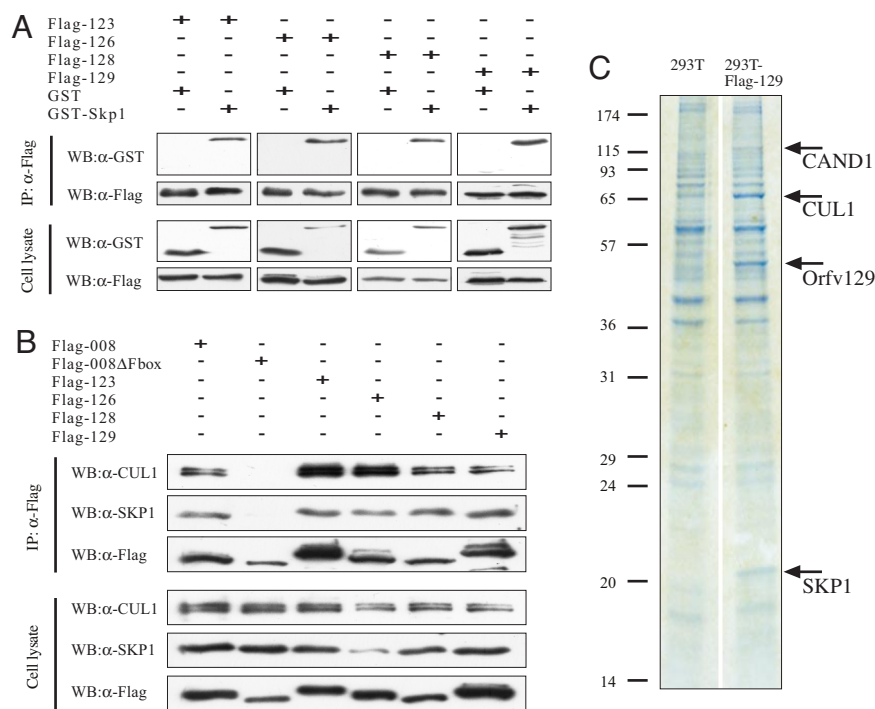 A
Flag-123 + + - - - - - -
Flag-126 - - + + - - - -
Flag-128 - - - - + + - -
Flag-129 - - - - - - + +
GST + - + - + - + -
GST-Skp1 - + - + - + - +
IP: α-Flag
WB:α-GST
WB:α-Flag
Cell lysate
WB:α-GST
WB:α-Flag
B
Flag-008 + - - - - -
Flag-008ΔFbox - + - - - -
Flag-123 - - + - - -
Flag-126 - - - + - -
Flag-128 - - - - + -
Flag-129 - - - - - +
IP: α-Flag
WB:α-CUL1
WB:α-SKP1
WB:α-Flag
Cell lysate
WB:α-CUL1
WB:α-SKP1
WB:α-Flag
C
293T
293T-
Flag-129
174
115
93
65
57
36
31
29
24
20
14
CAND1
CUL1
Orfv129
SKP1